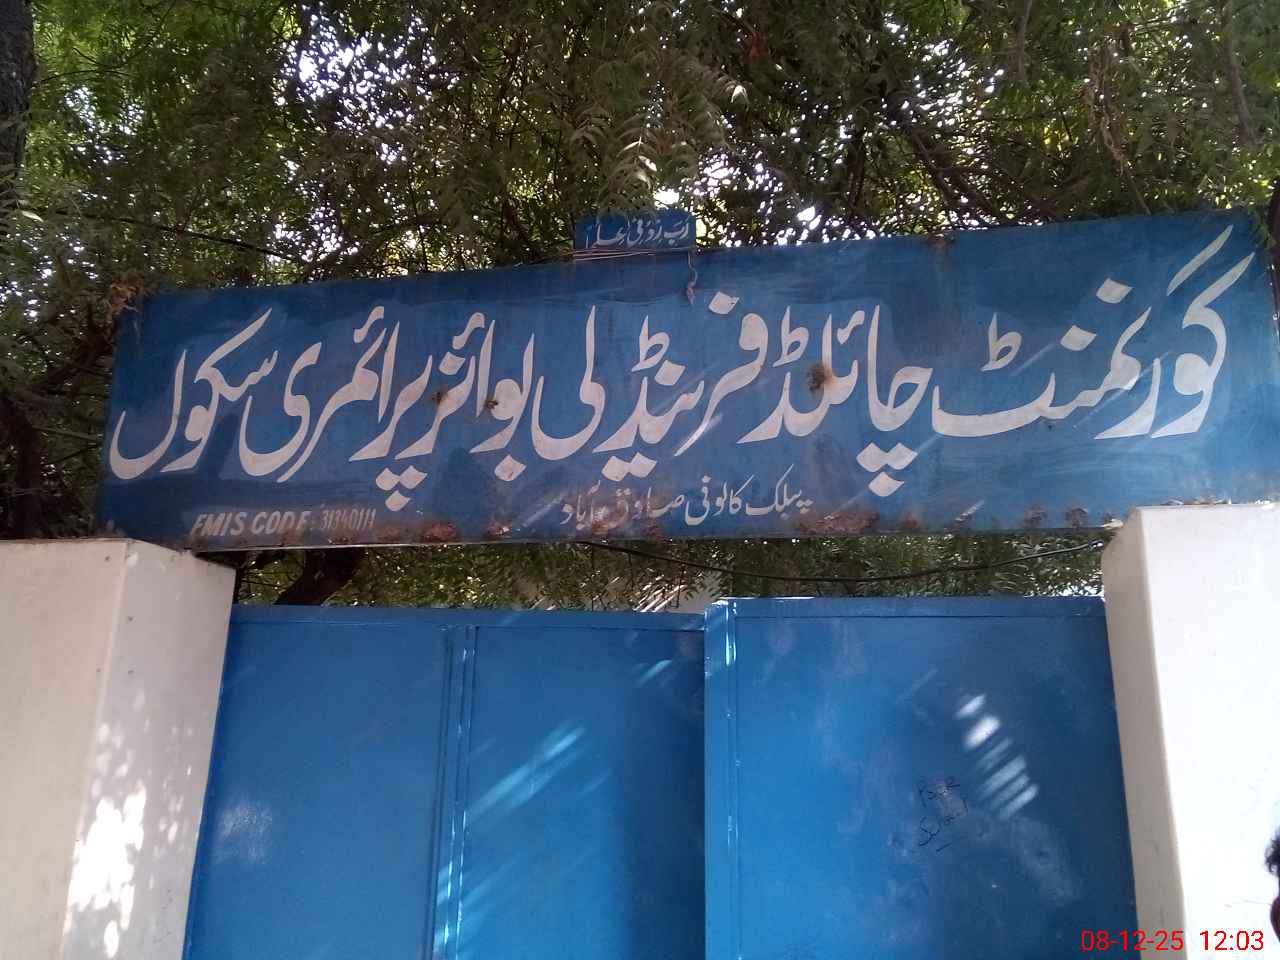 رب زدنی علما
گورنمنٹ چائلڈ فرینڈلی بوائز پرائمری سکول
پبلک کالونی صادق آباد
EMIS CODE: 31340111
School
08-12-25 12:03